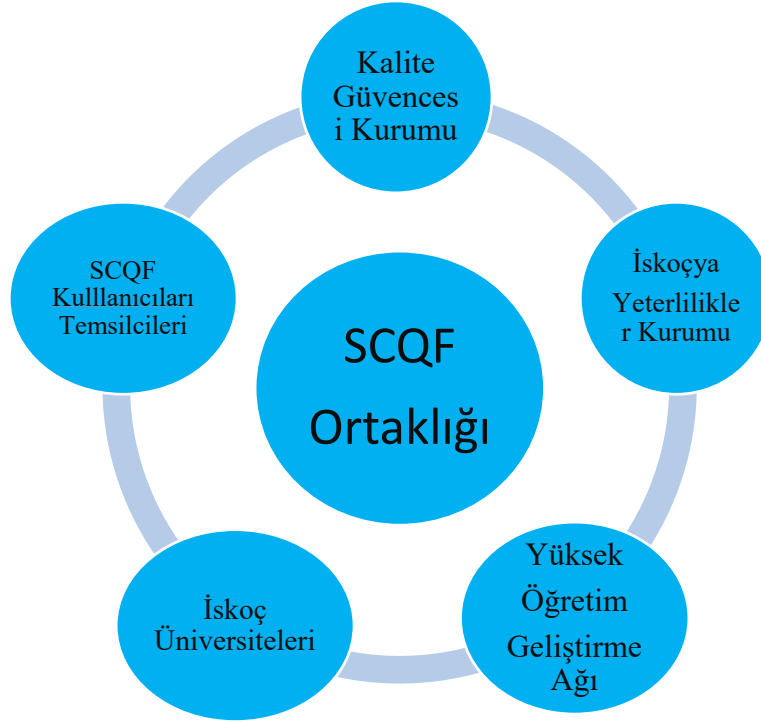 Kalite
Güvences
i Kurumu
İskoçya
Yeterlilikle
r Kurumu
Yüksek
Öğretim
Geliştirme
Ağı
İskoç
Üniversiteleri
SCQF
Kulllanıcıları
Temsilcileri
SCQF
Ortaklığı